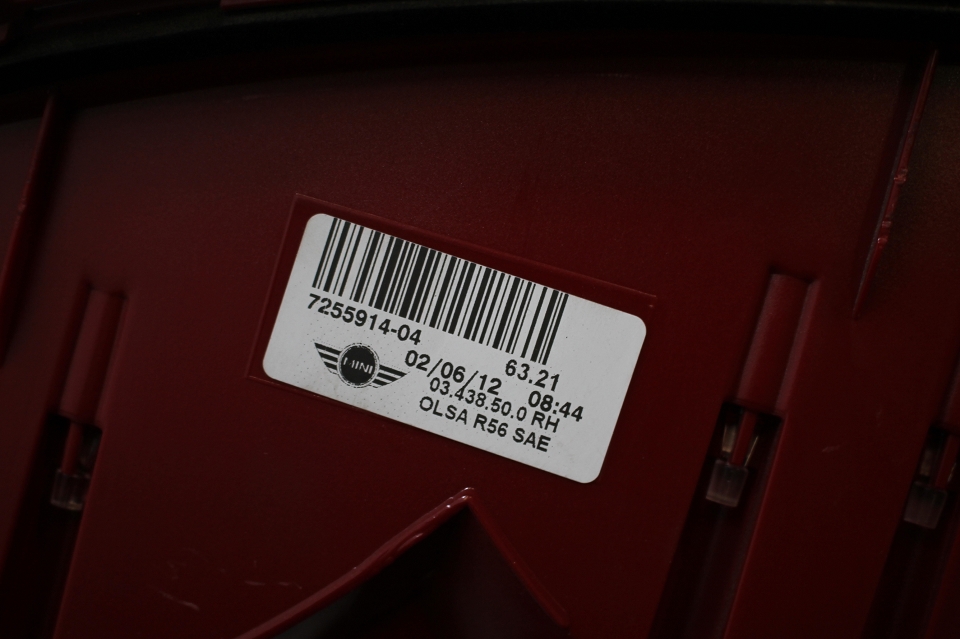 7255914-04
63.21
MINI
02/06/12 08:44
03.438.50.0 RH
OLSA R56 SAE